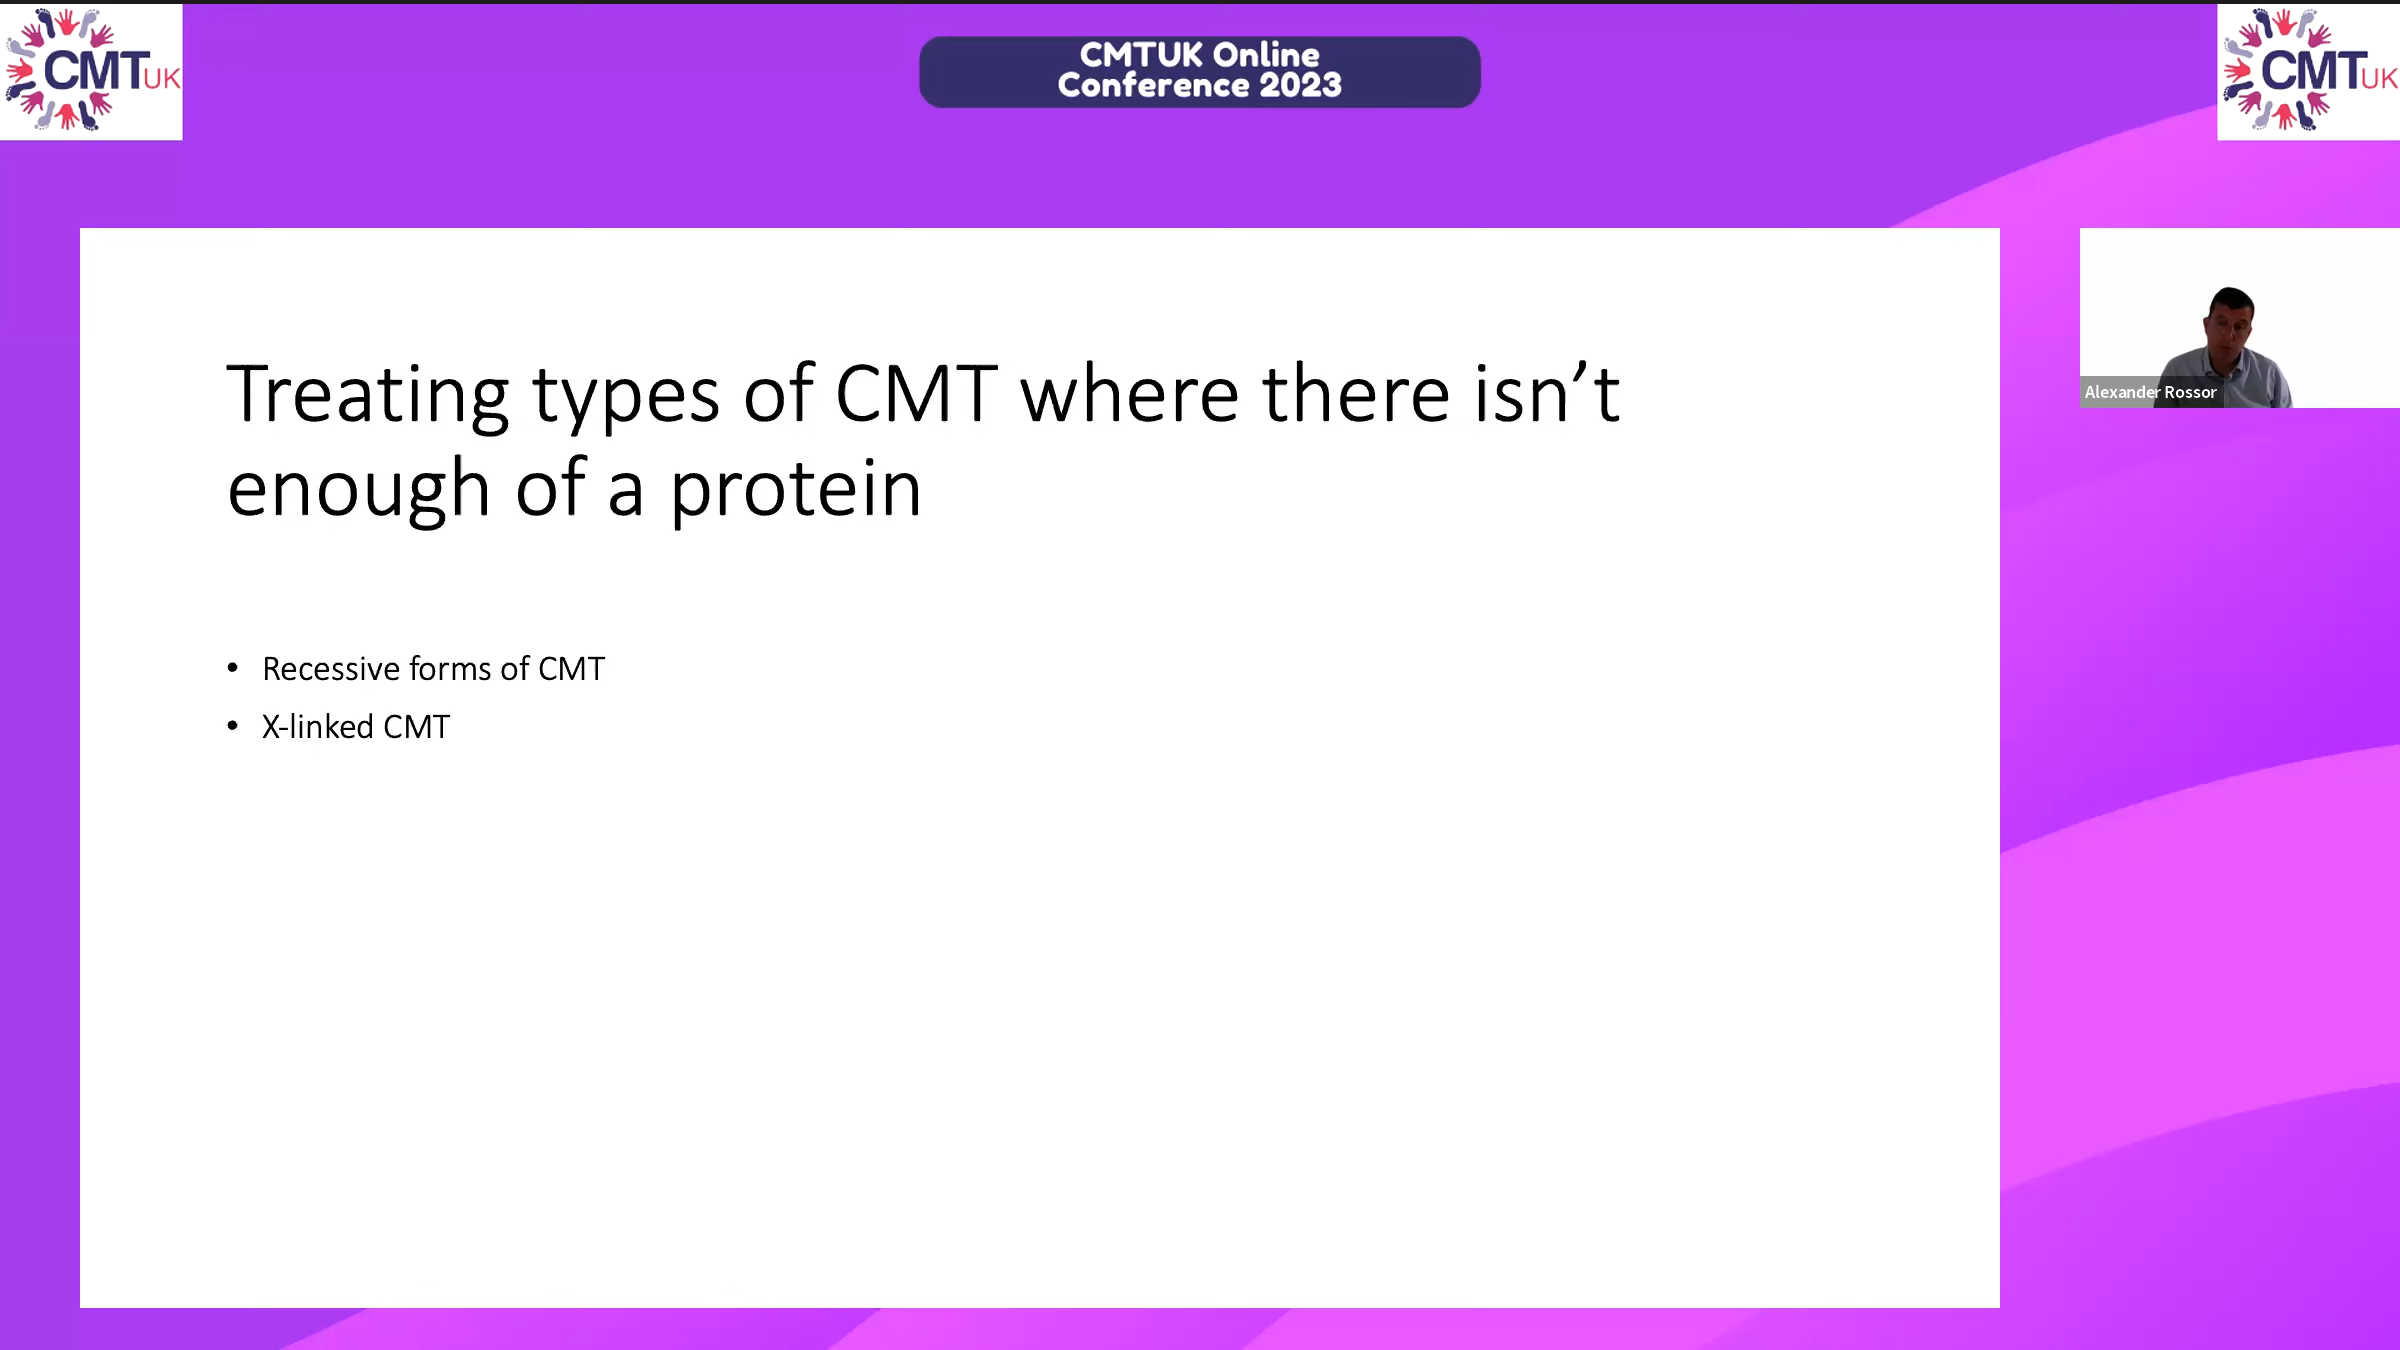 CMTUK
CMTUK Online
Conference 2023
CMTUK
Treating types of CMT where there isn’t
enough of a protein
• Recessive forms of CMT
• X-linked CMT
Alexander Rossor